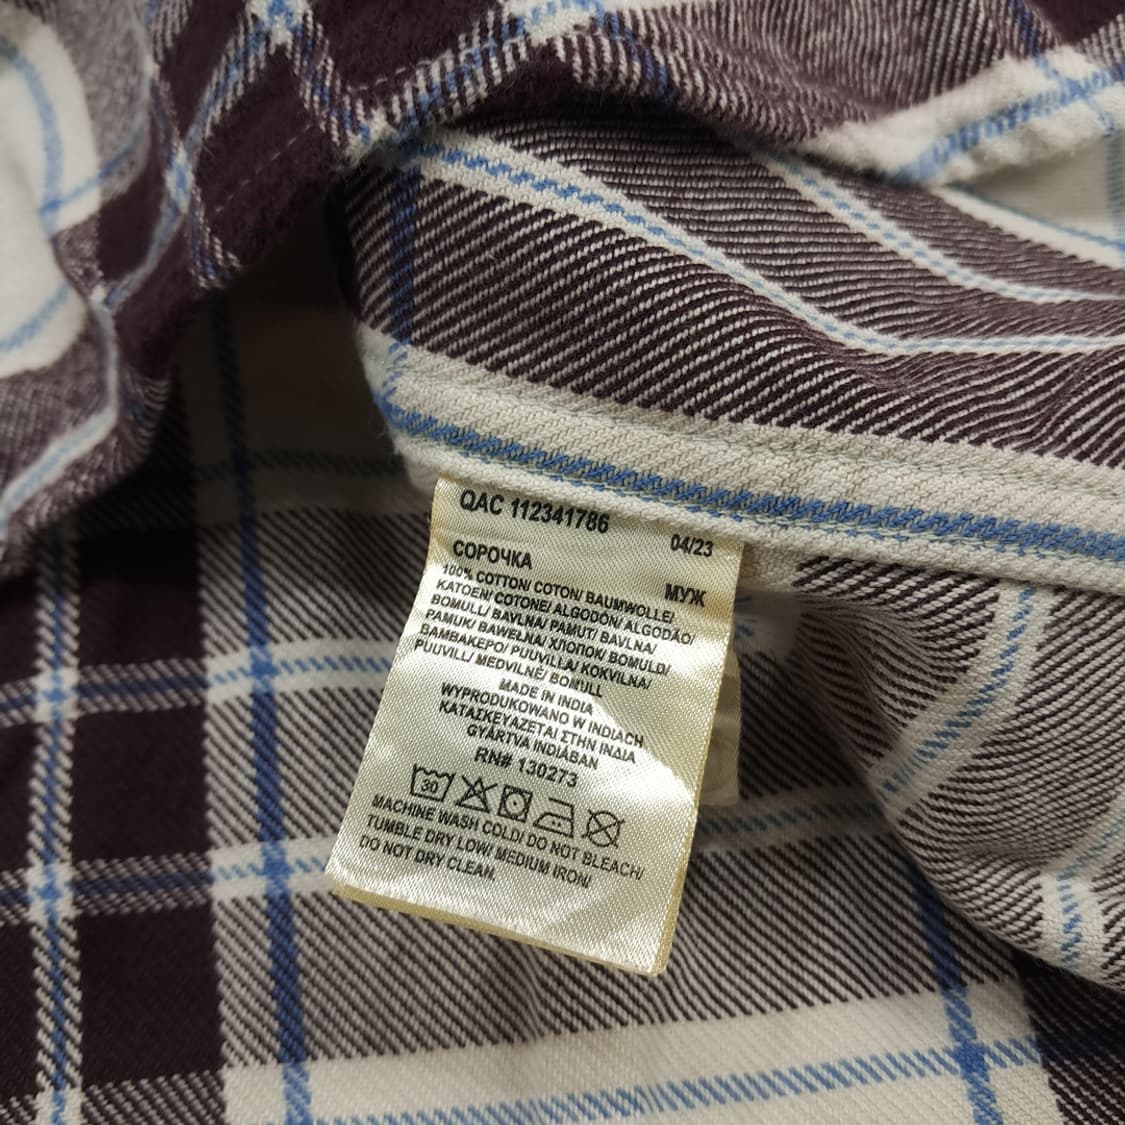 QAC 112341786
04/23
СОРОЧКА
МУЖ
100% COTTON/ COTON/ BAUMWOLLE/
KATOEN/ COTONE/ ALGODÓN/ ALGODÃO/
BOMULL/ BAVLNA/ PAMUT/ BAVLNA/
PAMUK/ BAWEŁNA/ ХЛОПОК/ BOMULD/
ΒΑΜΒΑΚΕΡΟ/ PUUVILLA/ KOKVILNA/
PUUVILL/ MEDVILNĖ/ BOMULL
MADE IN INDIA
WYPRODUKOWANO W INDIACH
ΚΑΤΑΣΚΕΥΑΖΕΤΑΙ ΣΤΗΝ ΙΝΔΙΑ
GYÁRTVA INDIÁBAN
RN# 130273
30
MACHINE WASH COLD/ DO NOT BLEACH/
TUMBLE DRY LOW/ MEDIUM IRON/
DO NOT DRY CLEAN.